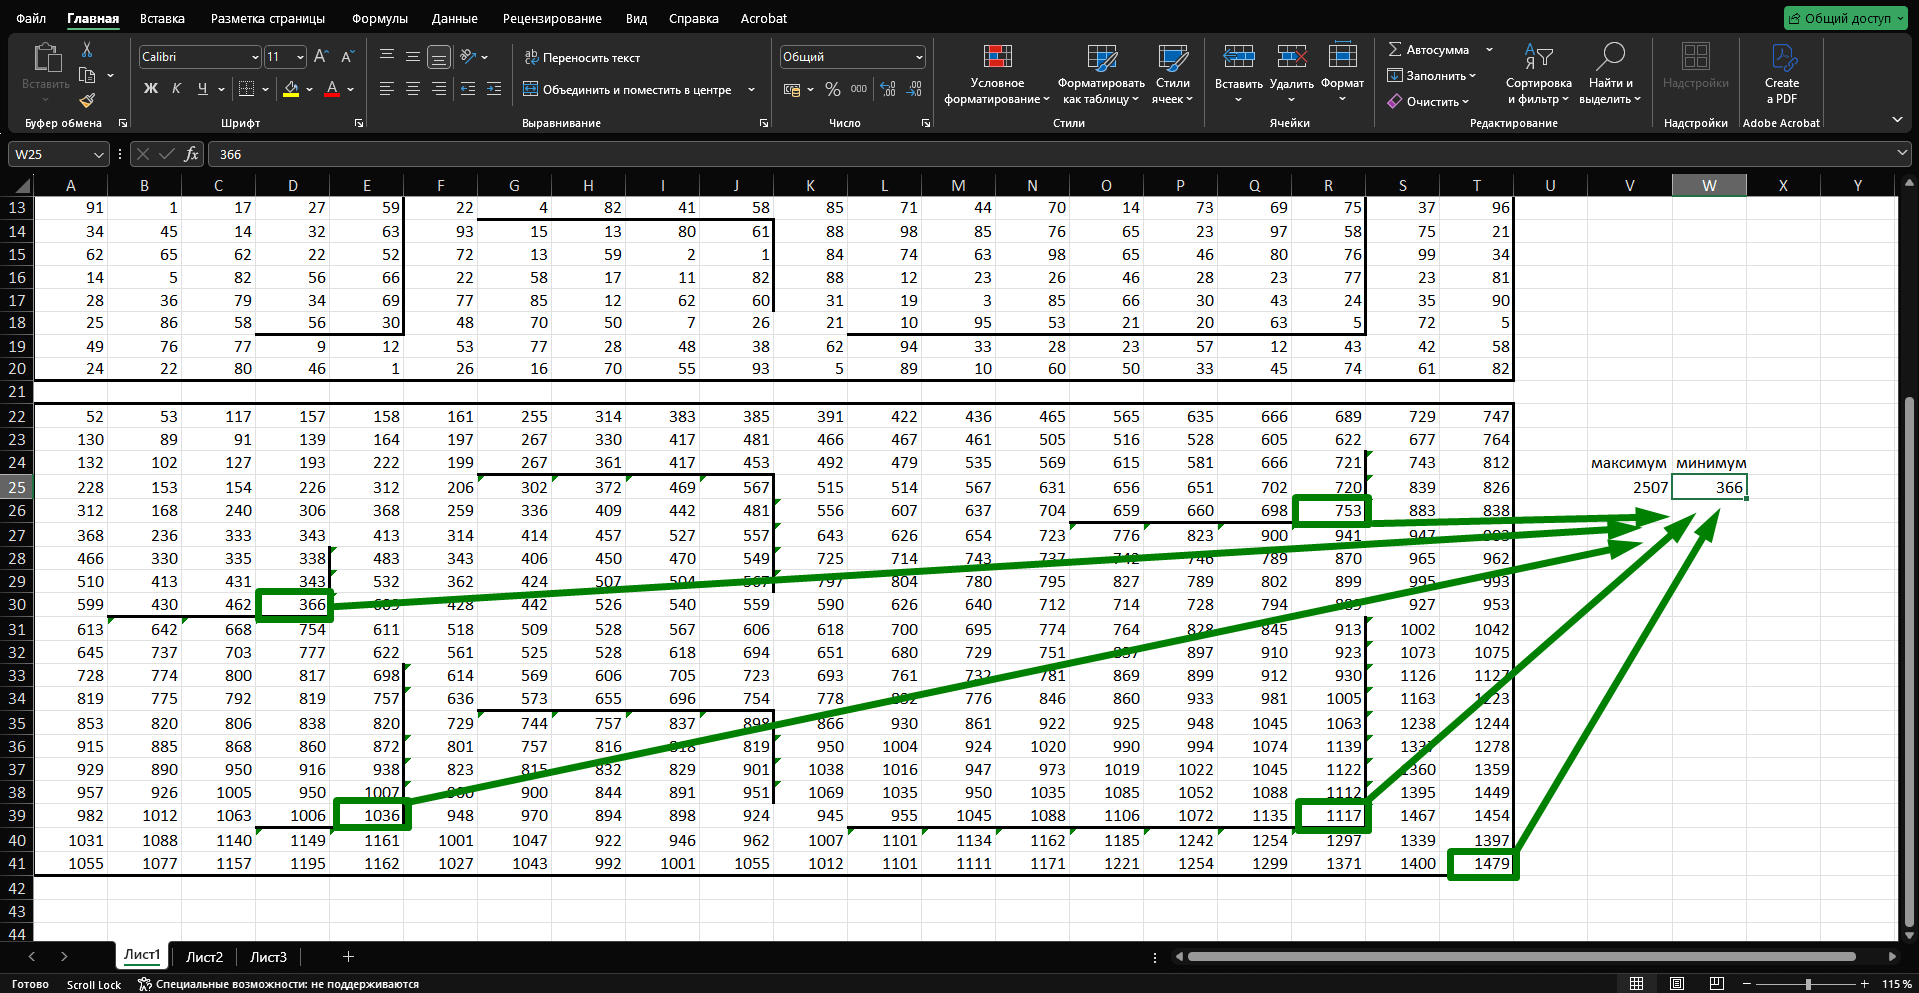 Файл Главная Вставка Разметка страницы Формулы Данные Рецензирование Вид Справка Acrobat Общий доступ
Вставить
Буфер обмена
Calibri 11
Ж К Ч А
Шрифт
Переносить текст
Объединить и поместить в центре
Выравнивание
Общий
% 000
Число
Условное форматирование
Форматировать как таблицу
Стили ячеек
Стили
Вставить Удалить Формат
Ячейки
Автосумма
Заполнить
Очистить
Сортировка и фильтр
Найти и выделить
Редактирование
Надстройки
Надстройки
Create a PDF
Adobe Acrobat
W25 fx 366
A B C D E F G H I J K L M N O P Q R S T U V W X Y
13 91 1 17 27 59 22 4 82 41 58 85 71 44 70 14 73 69 75 37 96
14 34 45 14 32 63 93 15 13 80 61 88 98 85 76 65 23 97 58 75 21
15 62 65 62 22 52 72 13 59 2 1 84 74 63 98 65 46 80 76 99 34
16 14 5 82 56 66 22 58 17 11 82 88 12 23 26 46 28 23 77 23 81
17 28 36 79 34 69 77 85 12 62 60 31 19 3 85 66 30 43 24 35 90
18 25 86 58 56 30 48 70 50 7 26 21 10 95 53 21 20 63 5 72 5
19 49 76 77 9 12 53 77 28 48 38 62 94 33 28 23 57 12 43 42 58
20 24 22 80 46 1 26 16 70 55 93 5 89 10 60 50 33 45 74 61 82
21
22 52 53 117 157 158 161 255 314 383 385 391 422 436 465 565 635 666 689 729 747
23 130 89 91 139 164 197 267 330 417 481 466 467 461 505 516 528 605 622 677 764
24 132 102 127 193 222 199 267 361 417 453 492 479 535 569 615 581 666 721 743 812 максимум минимум
25 228 153 154 226 312 206 302 372 469 567 515 514 567 631 656 651 702 720 839 826 2507 366
26 312 168 240 306 368 259 336 409 442 481 556 607 637 704 659 660 698 753 883 838
27 368 236 333 343 413 314 414 457 527 557 643 626 654 723 776 823 900 941 947
28 466 330 335 338 483 343 406 450 470 549 725 714 743 737 742 746 789 870 965 962
29 510 413 431 343 532 362 424 507 504 567 797 804 780 795 827 789 802 899 995 993
30 599 430 462 366 428 442 526 540 559 590 626 640 712 714 728 794 889 927 953
31 613 642 668 754 611 518 509 528 567 606 618 700 695 774 764 828 845 913 1002 1042
32 645 737 703 777 622 561 525 528 618 694 651 680 729 751 897 910 923 1073 1075
33 728 774 800 817 698 614 569 606 705 723 693 761 732 781 869 899 912 930 1126 1127
34 819 775 792 819 757 636 573 655 696 754 778 776 846 860 933 981 1005 1163 1223
35 853 820 806 838 820 729 744 757 837 898 866 930 861 922 925 948 1045 1063 1238 1244
36 915 885 868 860 872 801 757 816 818 819 950 1004 924 1020 990 994 1074 1139 1278
37 929 890 950 916 938 823 815 832 829 901 1038 1016 947 973 1019 1022 1045 1122 1360 1359
38 957 926 1005 950 1007 900 844 891 951 1069 1035 950 1035 1085 1052 1088 1112 1395 1449
39 982 1012 1063 1006 1036 948 970 894 898 924 945 955 1045 1088 1106 1072 1135 1117 1467 1454
40 1031 1088 1140 1149 1161 1001 1047 922 946 962 1007 1101 1134 1162 1185 1242 1254 1297 1339 1397
41 1055 1077 1157 1195 1162 1027 1043 992 1001 1055 1012 1101 1111 1171 1221 1254 1299 1371 1400 1479
42
43
44
Лист1 Лист2 Лист3
Готово Scroll Lock Специальные возможности: не поддерживаются 115 %